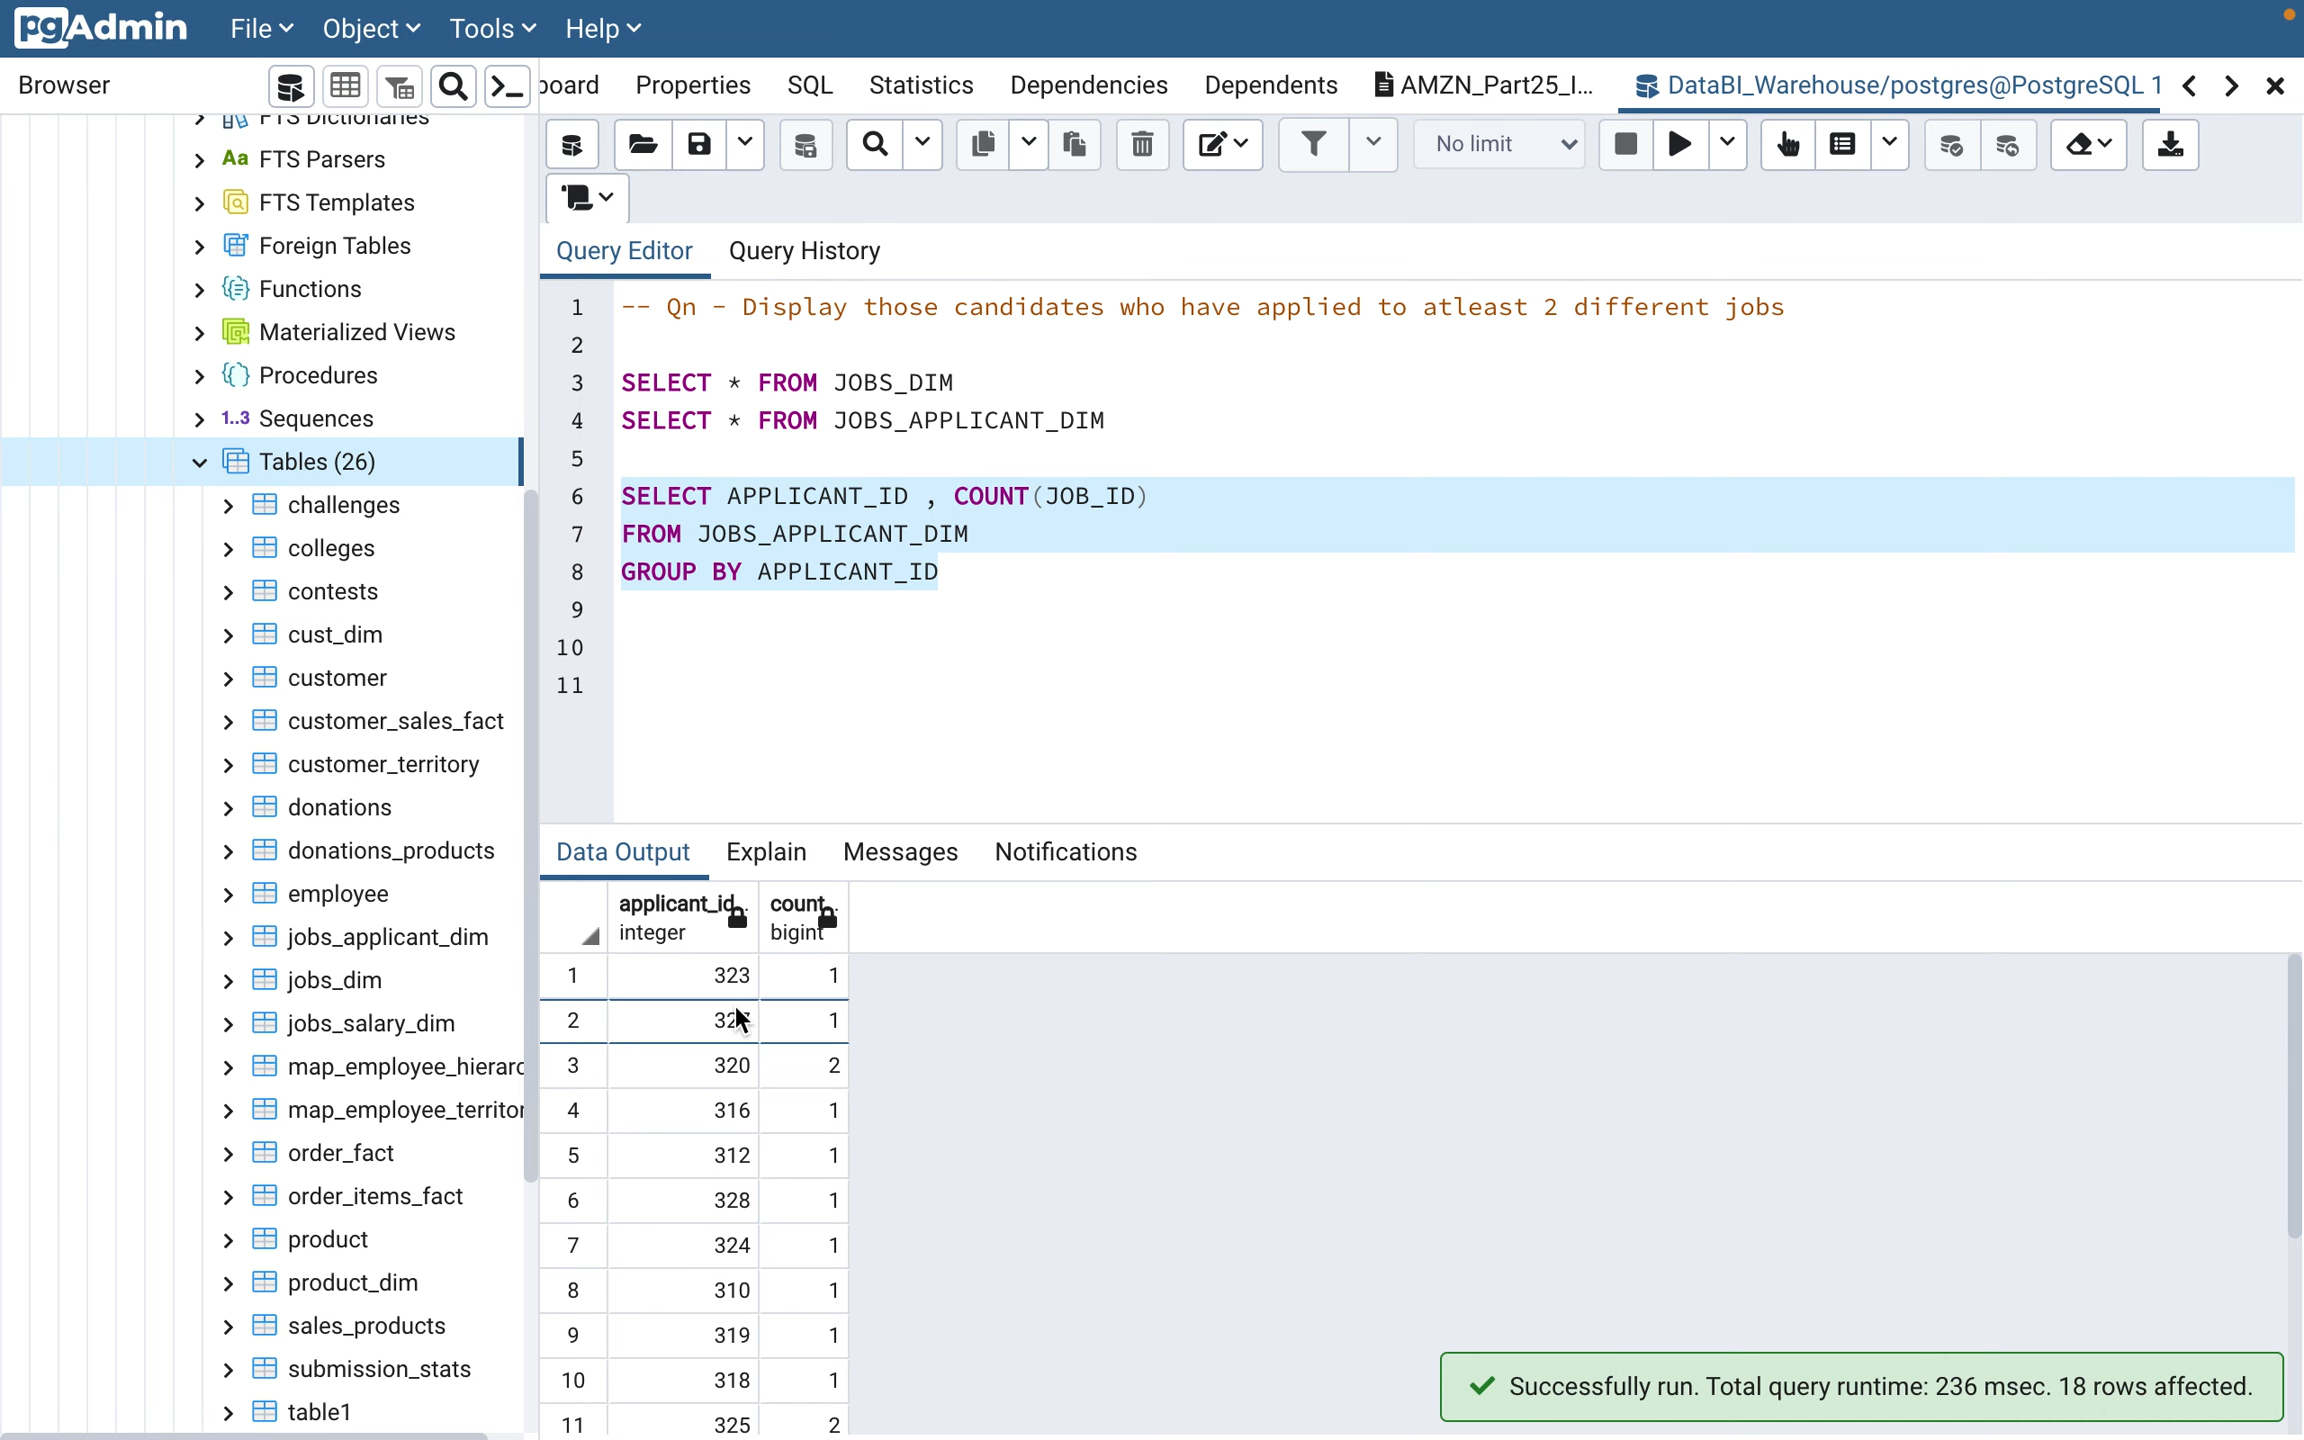 pgAdmin File Object Tools Help
Browser
board Properties SQL Statistics Dependencies Dependents AMZN_Part25_I... DataBI_Warehouse/postgres@PostgreSQL 1
No limit
FTS Dictionaries
Aa FTS Parsers
FTS Templates
Foreign Tables
Functions
Materialized Views
Procedures
1..3 Sequences
Tables (26)
challenges
colleges
contests
cust_dim
customer
customer_sales_fact
customer_territory
donations
donations_products
employee
jobs_applicant_dim
jobs_dim
jobs_salary_dim
map_employee_hierarc
map_employee_territor
order_fact
order_items_fact
product
product_dim
sales_products
submission_stats
table1
Query Editor Query History
1 -- Qn - Display those candidates who have applied to atleast 2 different jobs
2
3 SELECT * FROM JOBS_DIM
4 SELECT * FROM JOBS_APPLICANT_DIM
5
6 SELECT APPLICANT_ID , COUNT(JOB_ID)
7 FROM JOBS_APPLICANT_DIM
8 GROUP BY APPLICANT_ID
9
10
11
Data Output Explain Messages Notifications
applicant_id count
integer bigint
1 323 1
2 1
3 320 2
4 316 1
5 312 1
6 328 1
7 324 1
8 310 1
9 319 1
10 318 1
11 325 2
Successfully run. Total query runtime: 236 msec. 18 rows affected.